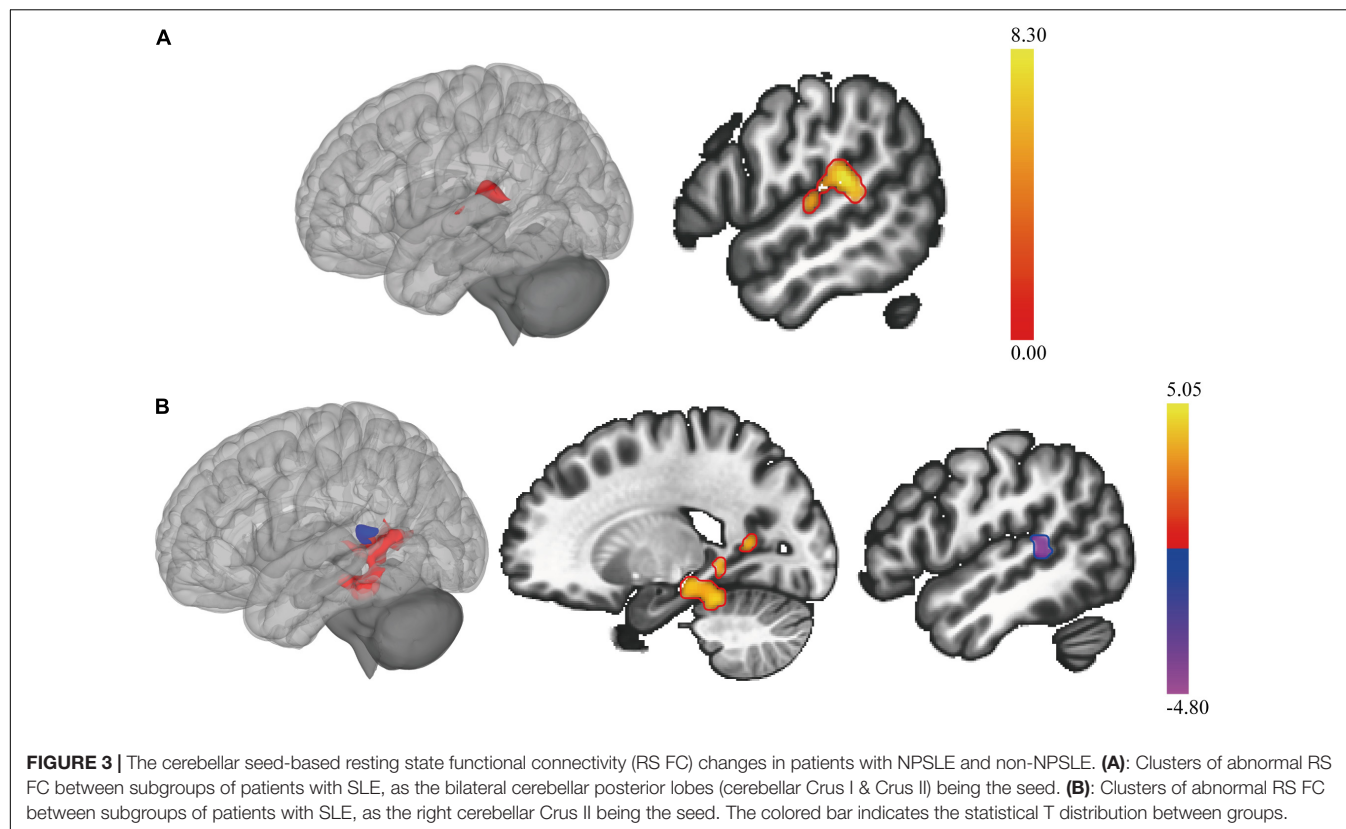 A
8.30
0.00
B
5.05
-4.80
FIGURE 3 | The cerebellar seed-based resting state functional connectivity (RS FC) changes in patients with NPSLE and non-NPSLE. (A): Clusters of abnormal RS
FC between subgroups of patients with SLE, as the bilateral cerebellar posterior lobes (cerebellar Crus I & Crus II) being the seed. (B): Clusters of abnormal RS FC
between subgroups of patients with SLE, as the right cerebellar Crus II being the seed. The colored bar indicates the statistical T distribution between groups.